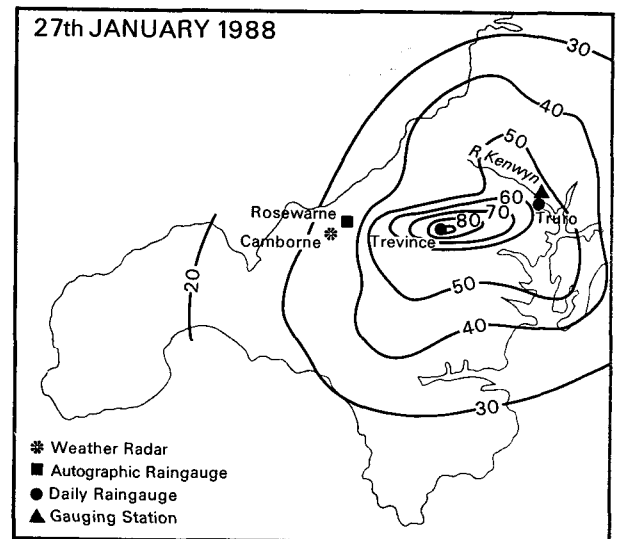 27th JANUARY 1988
30
40
50
R. Kenwyn
60
70
80
Truro
Rosewarne
Camborne
Trevince
20
50
40
30
Weather Radar
Autographic Raingauge
Daily Raingauge
Gauging Station